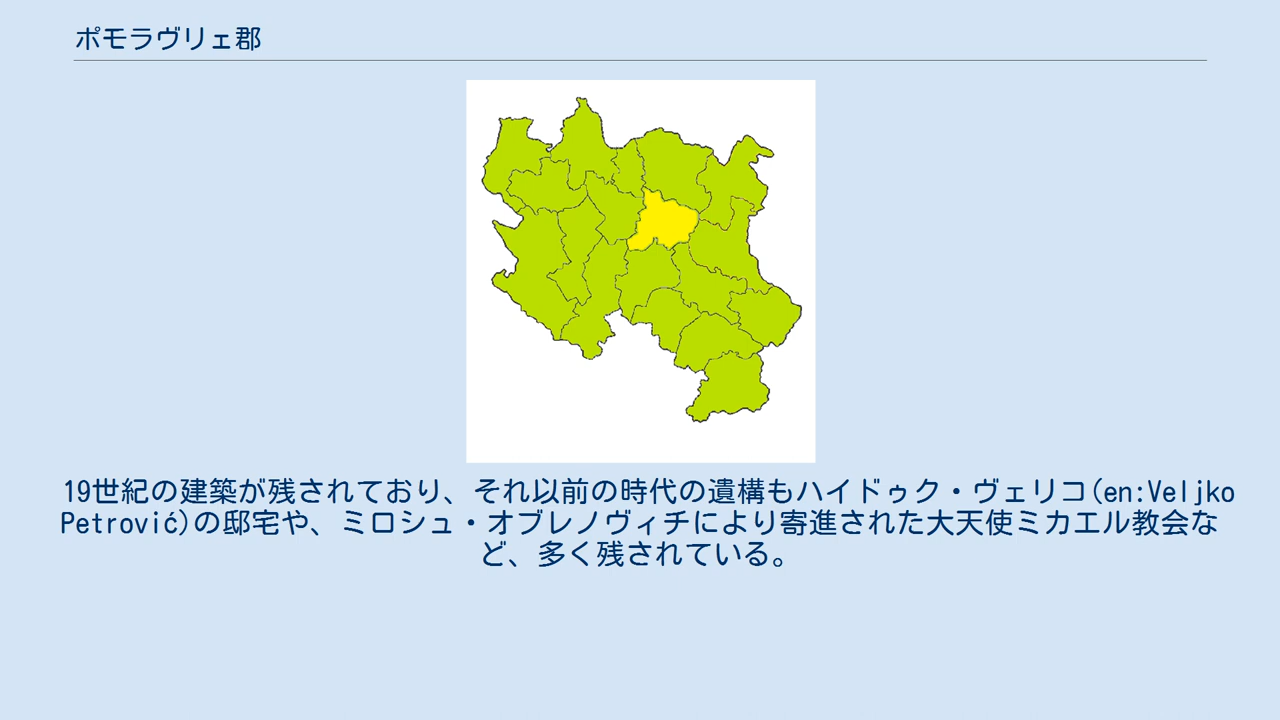 ポモラヴリェ郡
19世紀の建築が残されており、それ以前の時代の遺構もハイドゥク・ヴェリコ(en:Veljko
Petrović)の邸宅や、ミロシュ・オブレノヴィチにより寄進された大天使ミカエル教会な
ど、多く残されている。